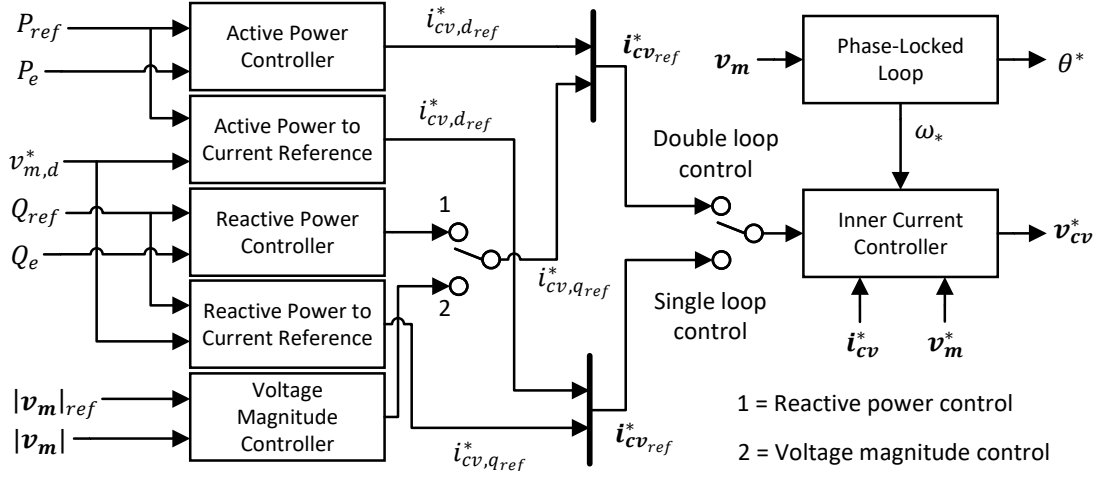 P_ref
P_e
v*_m,d
Q_ref
Q_e
|v_m|_ref
|v_m|
Active Power
Controller
Active Power to
Current Reference
Reactive Power
Controller
Reactive Power to
Current Reference
Voltage
Magnitude
Controller
i*_cv,d_ref
i*_cv,d_ref
1
2
i*_cv,q_ref
i*_cv,q_ref
i*_cv_ref
i*_cv_ref
Double loop
control
Single loop
control
v_m
Phase-Locked
Loop
θ*
ω_*
Inner Current
Controller
v*_cv
i*_cv
v*_m
1 = Reactive power control
2 = Voltage magnitude control